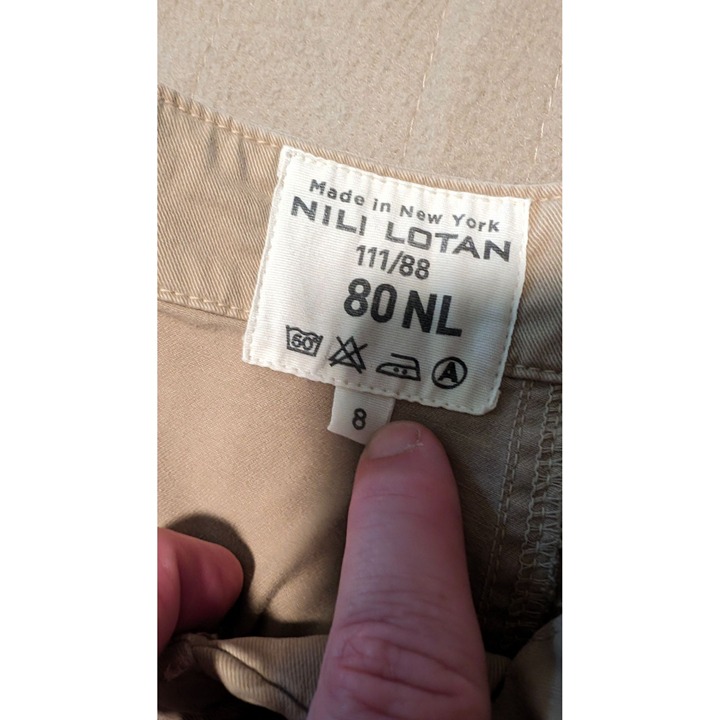 Made in New York
NILI LOTAN
111/88
80 NL
60° A
8